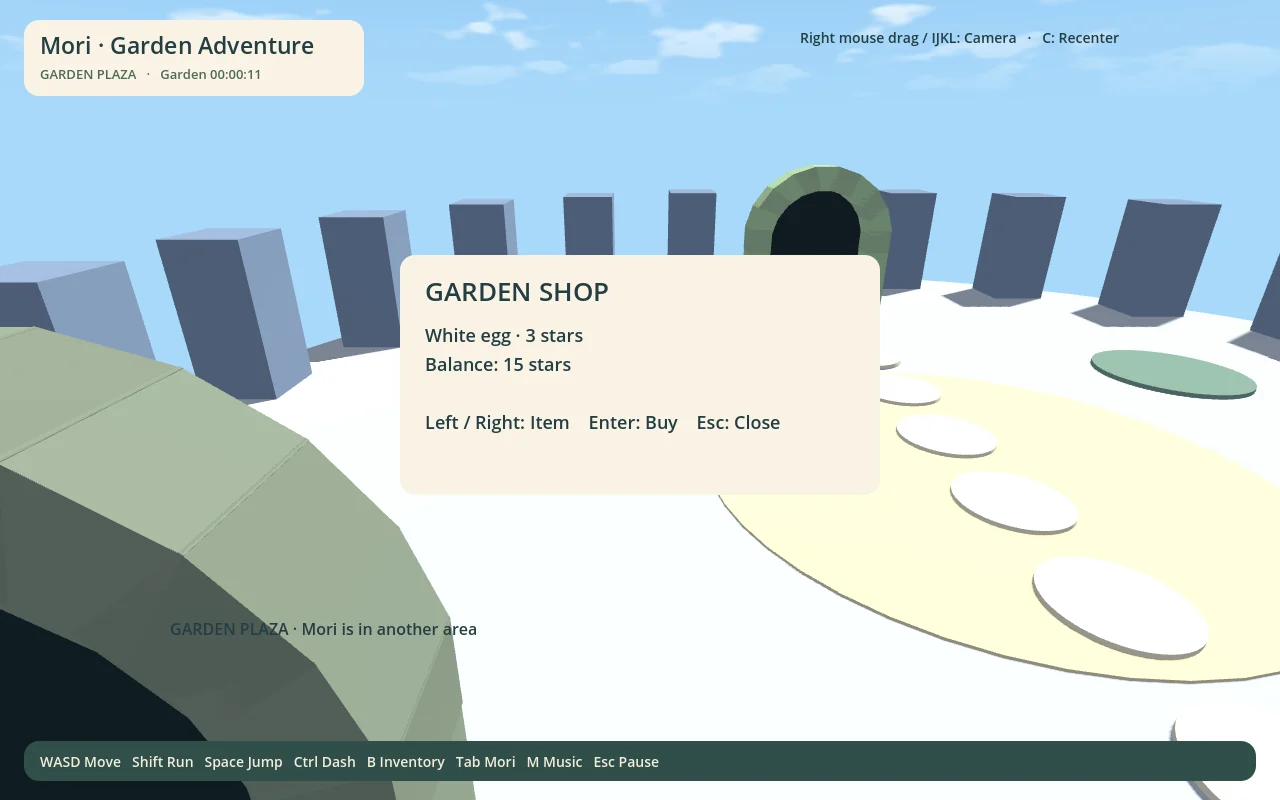 Mori · Garden Adventure
GARDEN PLAZA · Garden 00:00:11
Right mouse drag / IJKL: Camera · C: Recenter
GARDEN SHOP
White egg · 3 stars
Balance: 15 stars
Left / Right: Item Enter: Buy Esc: Close
GARDEN PLAZA · Mori is in another area
WASD Move Shift Run Space Jump Ctrl Dash B Inventory Tab Mori M Music Esc Pause